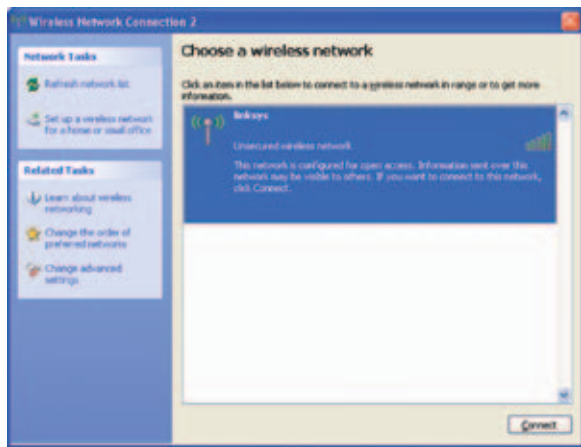 Wireless Network Connection 2
Network Tasks
Refresh network list
Set up a wireless network
for a home or small office
Related Tasks
Learn about wireless
networking
Change the order of
preferred networks
Change advanced
settings
Choose a wireless network
Click an item in the list below to connect to a wireless network in range or to get more
information.
linksys
Unsecured wireless network
This network is configured for open access. Information sent over this
network may be visible to others. If you want to connect to this network,
click Connect.
Connect